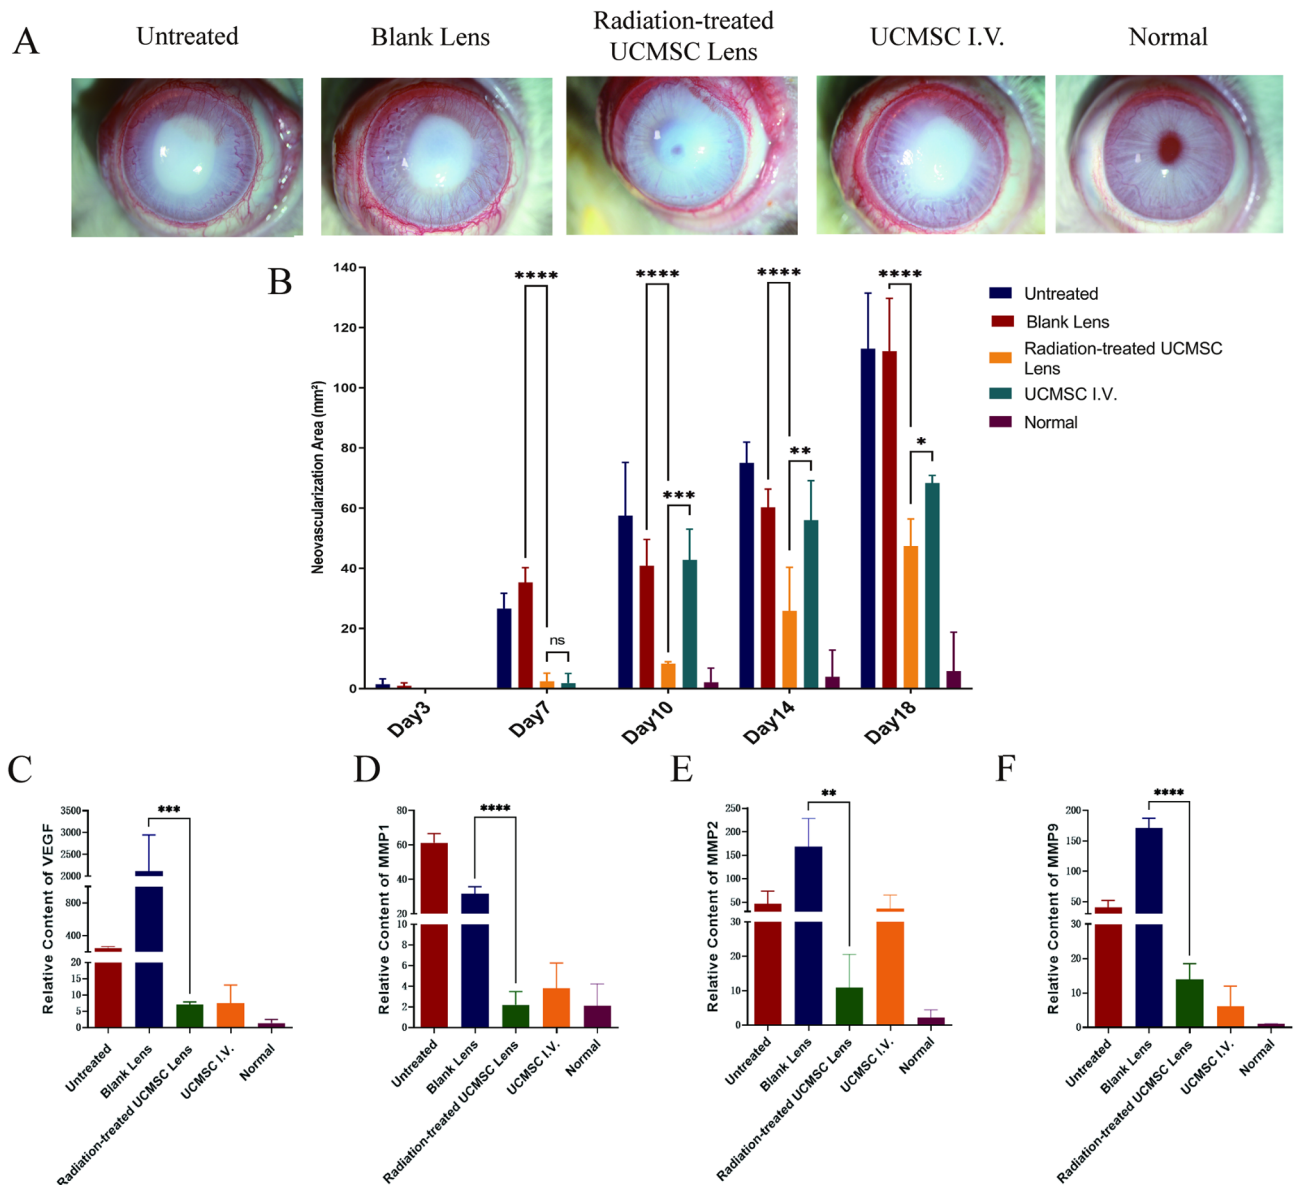 A
Untreated
Blank Lens
Radiation-treated
UCMSC Lens
UCMSC I.V.
Normal
B
Neovascularization Area (mm²)
140
120
100
80
60
40
20
0
****
****
****
****
ns
***
**
*
Day3
Day7
Day10
Day14
Day18
Untreated
Blank Lens
Radiation-treated UCMSC
Lens
UCMSC I.V.
Normal
C
Relative Content of VEGF
3500
3000
2500
2000
800
400
20
15
10
5
0
***
Untreated
Blank Lens
Radiation-treated UCMSC Lens
UCMSC I.V.
Normal
D
Relative Content of MMP1
80
60
40
20
10
8
6
4
2
0
****
Untreated
Blank Lens
Radiation-treated UCMSC Lens
UCMSC I.V.
Normal
E
Relative Content of MMP2
250
200
150
100
50
30
20
10
0
**
Untreated
Blank Lens
Radiation-treated UCMSC Lens
UCMSC I.V.
Normal
F
Relative Content of MMP9
200
150
100
50
30
20
10
0
****
Untreated
Blank Lens
Radiation-treated UCMSC Lens
UCMSC I.V.
Normal